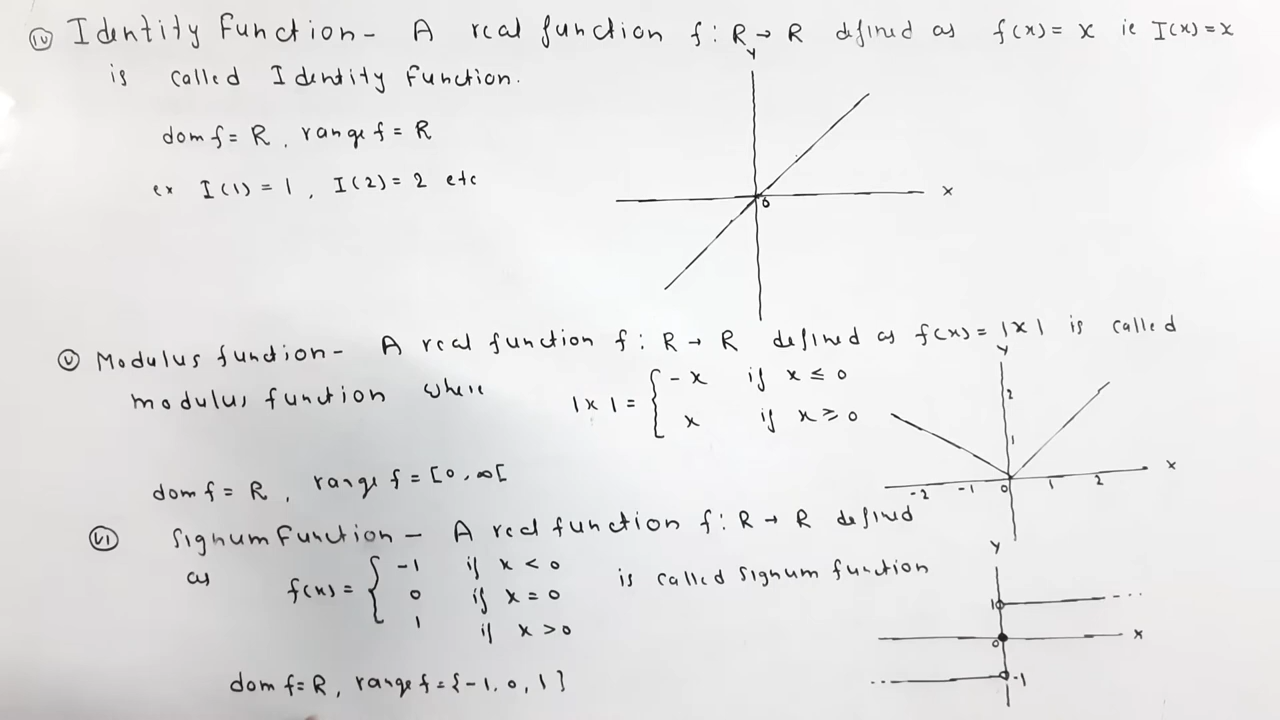 (iv) Identity Function - A real function f : R → R defined as f(x) = x ie I(x) = x
is called Identity Function.
dom f = R, range f = R
ex I(1) = 1, I(2) = 2 etc
Y
X
0
(v) Modulus function - A real function f : R → R defined as f(x) = |x| is called
modulus function where |x| = { -x if x ≤ 0
x if x ≥ 0
Y
2
1
X
-2 -1 0 1 2
dom f = R, range f = [0, ∞[
(vi) Signum Function - A real function f : R → R defined
as f(x) = { -1 if x < 0
0 if x = 0
1 if x > 0
is called Signum function
Y
1
X
0
-1
dom f = R, range f = {-1, 0, 1}